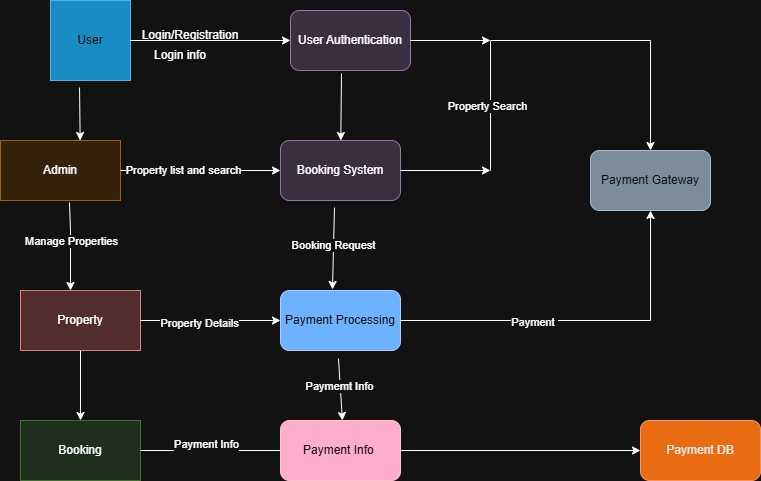 User
Login/Registration
Login info
User Authentication
Property Search
Admin
Property list and search
Booking System
Payment Gateway
Manage Properties
Booking Request
Property
Property Details
Payment Processing
Payment
Paymemt Info
Booking
Payment Info
Payment Info
Payment DB